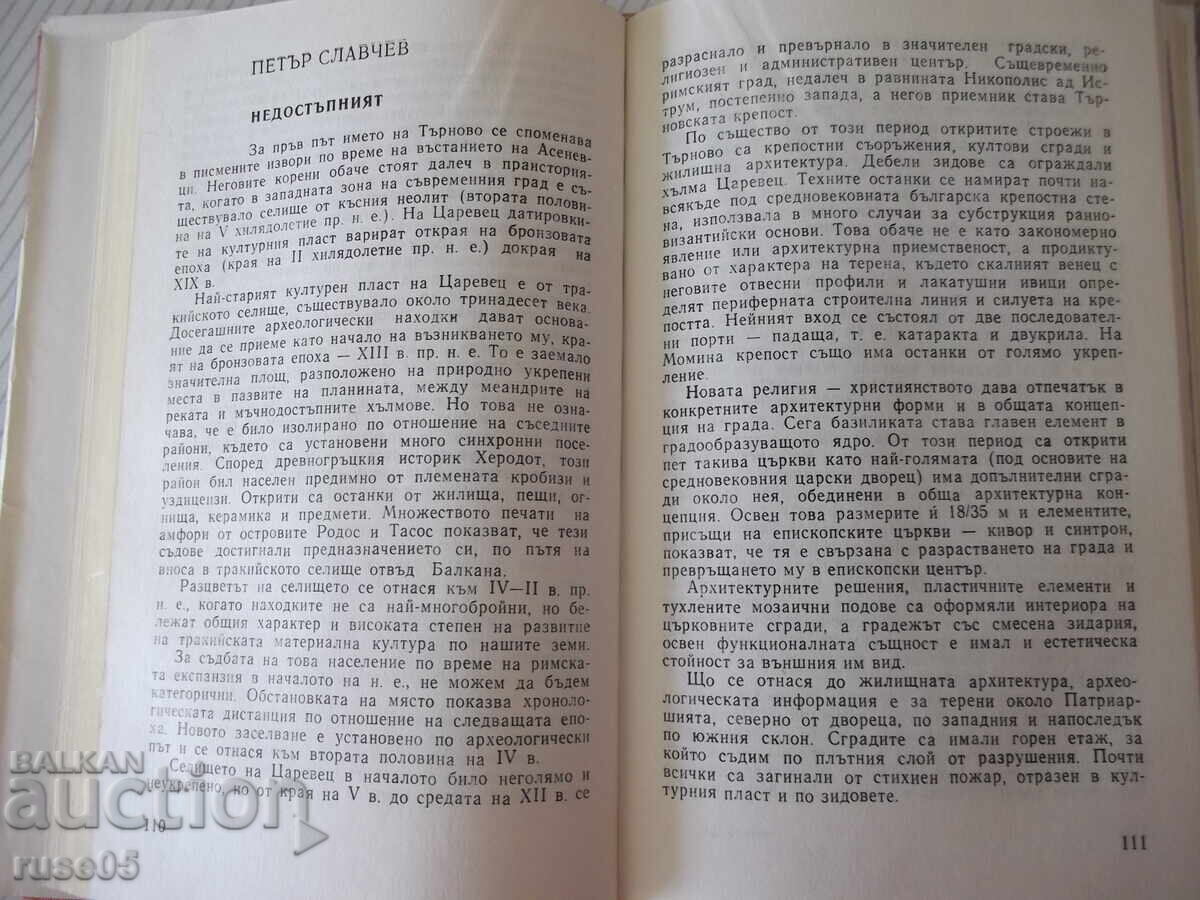 ПЕТЪР СЛАВЧЕВ
НЕДОСТЪПНИЯТ
За пръв път името на Търново се споменава
в писмените извори по време на въстанието на Асенев-
ци. Неговите корени обаче стоят далеч в праистория-
та, когато в западната зона на съвременния град е съ-
ществувало селище от късния неолит (втората полови-
на на V хилядолетие пр. н. е.). На Царевец датировки-
те на културния пласт варират открая на бронзовата
епоха (края на II хилядолетие пр. н. е.) докрая на
XIX в.
Най-старият културен пласт на Царевец е от тра-
кийското селище, съществувало около тринадесет века.
Досегашните археологически находки дават основа-
ние да се приеме като начало на възникването му, кра-
ят на бронзовата епоха — XIII в. пр. н. е. То е заемало
значителна площ, разположено на природно укрепени
места в пазвите на планината, между меандрите на
реката и мъчнодостъпните хълмове. Но това не озна-
чава, че е било изолирано по отношение на съседните
райони, където са установени много синхронни посе-
ления. Според древногръцкия историк Херодот, този
район бил населен предимно от племената кробизи и
уздицензи. Открити са останки от жилища, пещи, ог-
нища, керамика и предмети. Множеството печати на
амфори от островите Родос и Тасос показват, че тези
съдове достигнали предназначението си, по пътя на
вноса в тракийското селище отвъд Балкана.
Разцветът на селището се отнася към IV—II в. пр.
н. е., когато находките не са най-многобройни, но бе-
лежат общия характер и високата степен на развитие
на тракийската материална култура по нашите земи.
За съдбата на това население по време на римска-
та експанзия в началото на н. е., не можем да бъдем
категорични. Обстановката на място показва хроноло-
гическата дистанция по отношение на следващата епо-
ха. Новото заселване е установено по археологически
път и се отнася към втората половина на IV в.
Селището на Царевец в началото било неголямо и
неукрепено, но от края на V в. до средата на XII в. се
110
разраснало и превърнало в значителен градски, ре-
лигиозен и административен център. Същевременно
римският град, недалеч в равнината Никополис ад Ис-
трум, постепенно запада, а негов приемник става Тър-
новската крепост.
По същество от този период откритите строежи в
Търново са крепостни съоръжения, култови сгради и
жилищна архитектура. Дебели зидове са ограждали
хълма Царевец. Техните останки се намират почти на-
всякъде под средновековната българска крепостна сте-
на, използвала в много случаи за субструкция ранно-
византийски основи. Това обаче не е като закономерно
явление или архитектурна приемственост, а продикту-
вано от характера на терена, където скалният венец с
неговите отвесни профили и лакатушни ивици опре-
делят периферната строителна линия и силуета на кре-
постта. Нейният вход се състоял от две последовател-
ни порти — падаща, т. е. катаракта и двукрила. На
Момина крепост също има останки от голямо укреп-
ление.
Новата религия — християнството дава отпечатък в
конкретните архитектурни форми и в общата концеп-
ция на града. Сега базиликата става главен елемент в
градообразуващото ядро. От този период са открити
пет такива църкви като най-голямата (под основите на
средновековния царски дворец) има допълнителни сгра-
ди около нея, обединени в обща архитектурна кон-
цепция. Освен това размерите ѝ 18/35 м и елементите,
присъщи на епископските църкви — кивор и синтрон,
показват, че тя е свързана с разрастването на града и
превръщането му в епископски център.
Архитектурните решения, пластичните елементи и
тухлените мозаични подове са оформяли интериора на
църковните сгради, а градежът със смесена зидария,
освен функционалната същност е имал и естетическа
стойност за външния им вид.
Що се отнася до жилищната архитектура, архео-
логическата информация е за терени около Патриар-
шията, северно от двореца, по западния и напоследък
по южния склон. Сградите са имали горен етаж, за
който съдим по плътния слой от разрушения. Почти
всички са загинали от стихиен пожар, отразен в кул-
турния пласт и по зидовете.
111
BALKAN
auction
ruse05